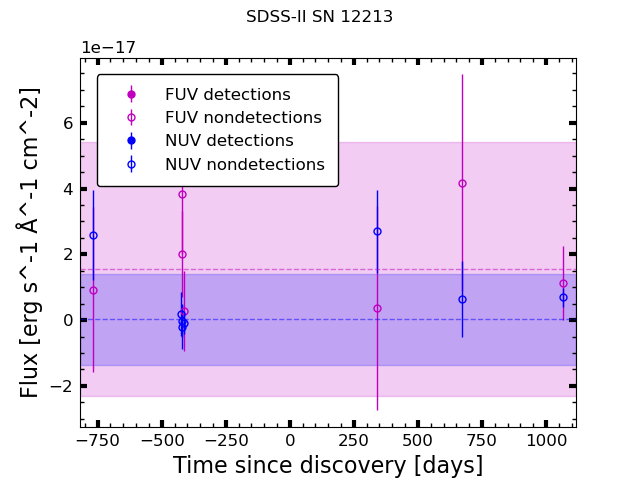 SDSS-II SN 12213
1e−17
FUV detections
FUV nondetections
NUV detections
NUV nondetections
6
4
2
0
−2
Flux [erg s^-1 Å^-1 cm^-2]
−750 −500 −250 0 250 500 750 1000
Time since discovery [days]